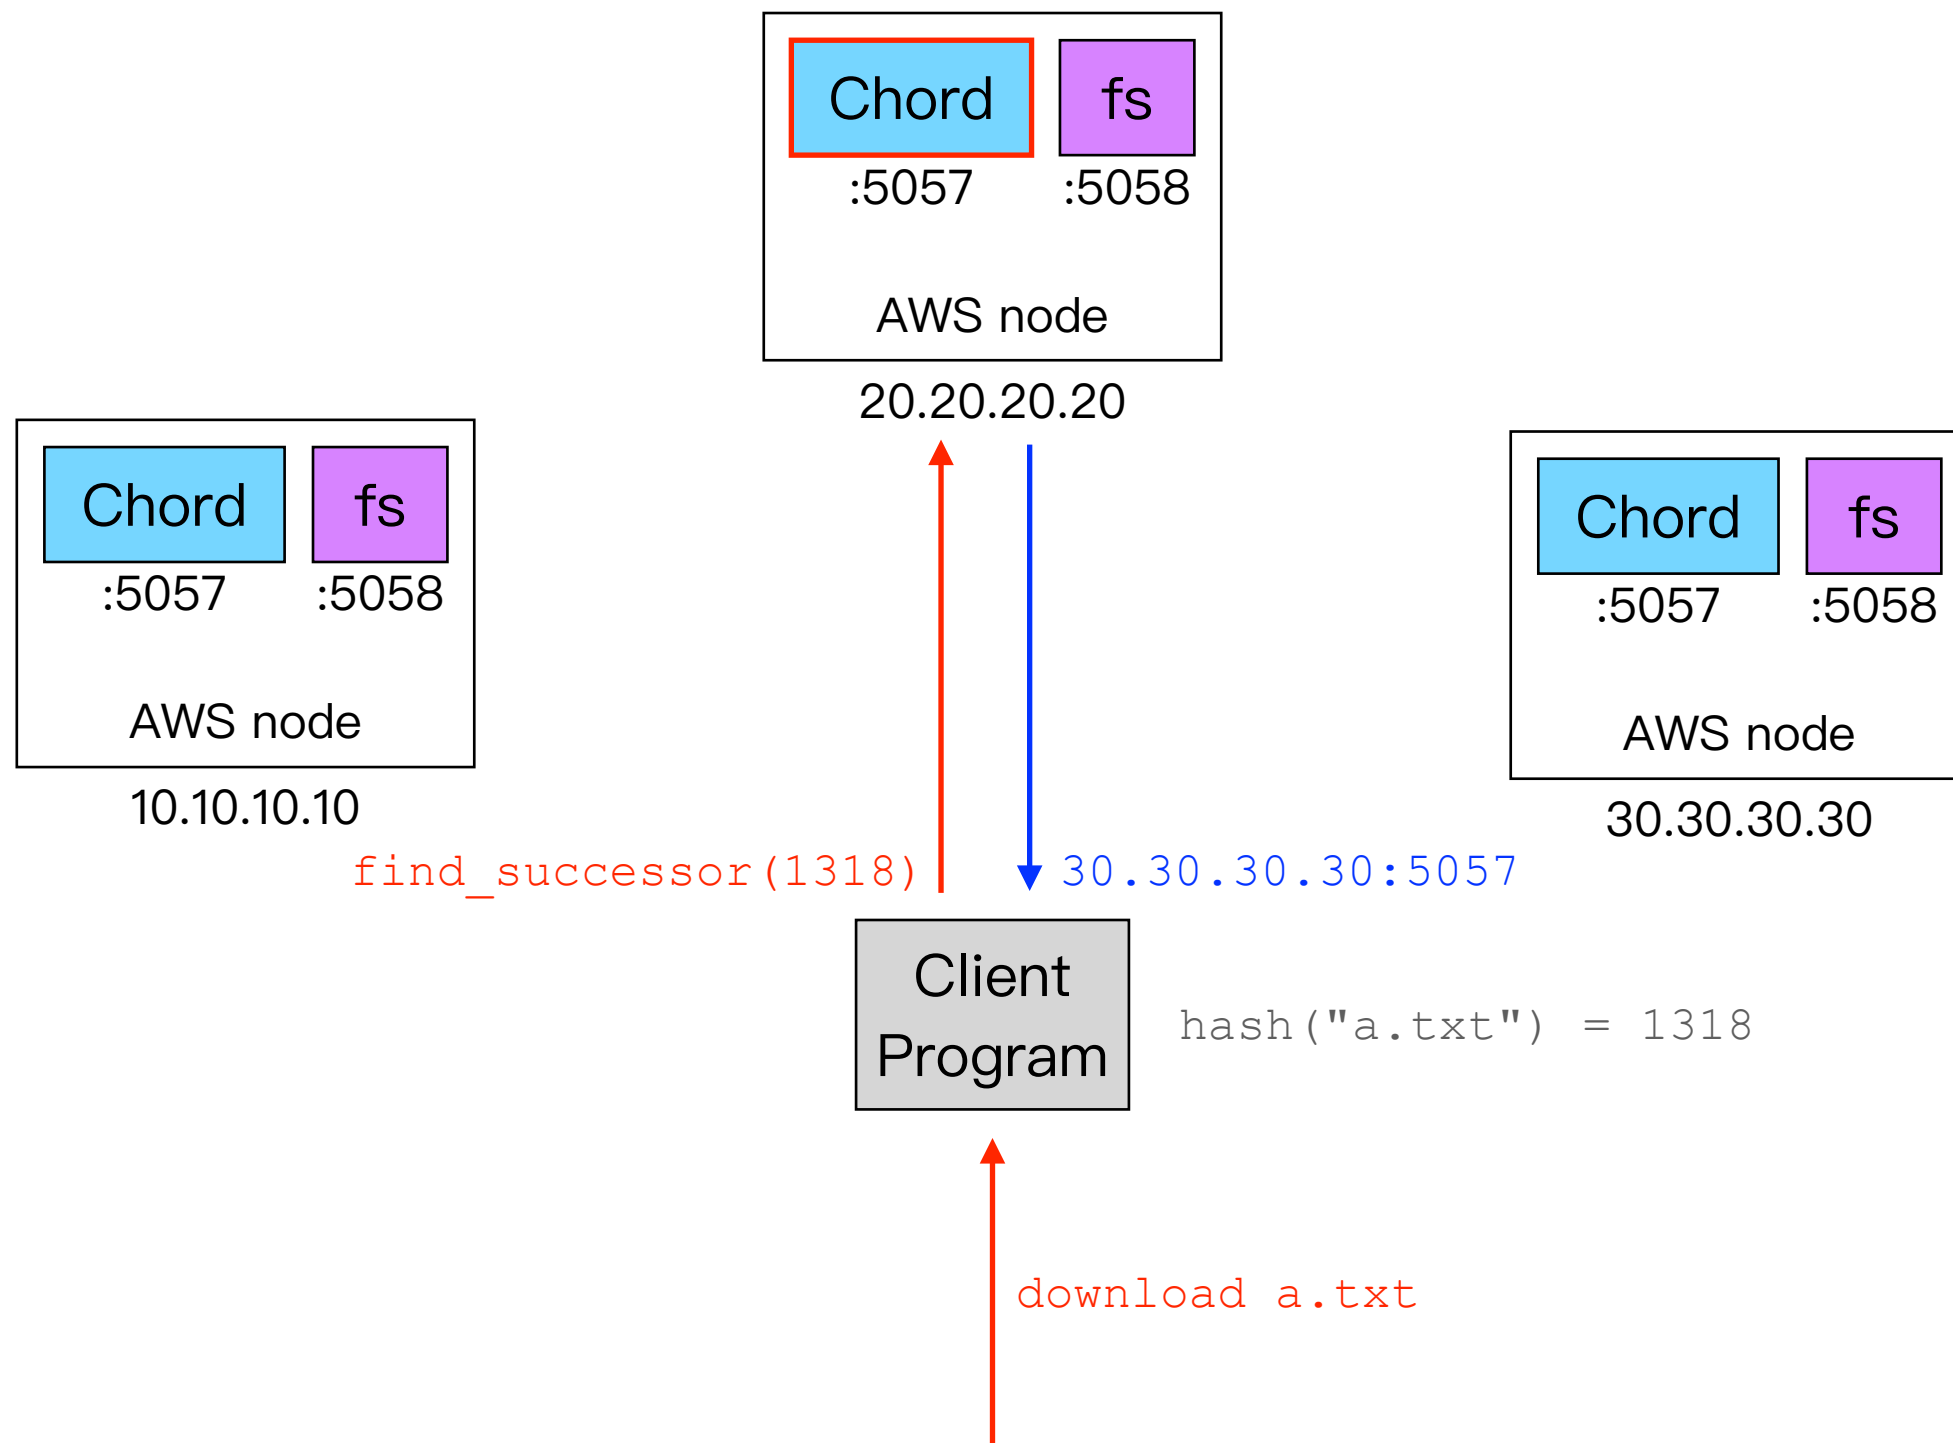 Chord
fs
:5057
:5058
AWS node
20.20.20.20
Chord
fs
:5057
:5058
AWS node
10.10.10.10
Chord
fs
:5057
:5058
AWS node
30.30.30.30
find_successor(1318)
30.30.30.30:5057
Client
Program
hash("a.txt") = 1318
download a.txt